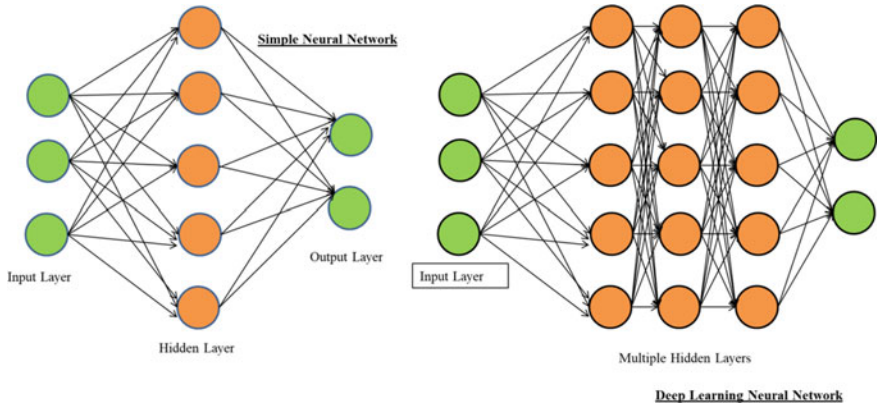 Simple Neural Network
Input Layer
Output Layer
Hidden Layer
Input Layer
Multiple Hidden Layers
Deep Learning Neural Network